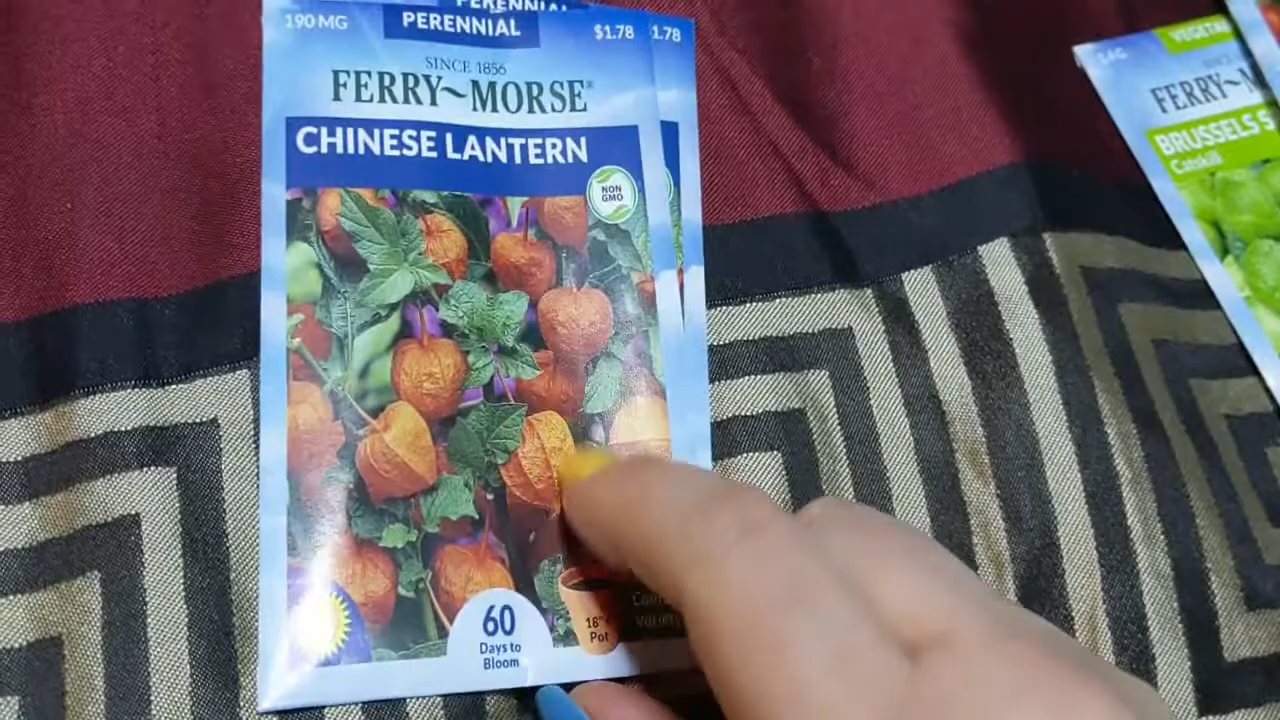 PERENNIAL
190 MG
PERENNIAL
$1.78
1.78
SINCE 1856
FERRY~MORSE®
CHINESE LANTERN
NON
GMO
60
Days to
Bloom
18"
Pot
VEGETA
FERRY~M
BRUSSELS S
Catskill